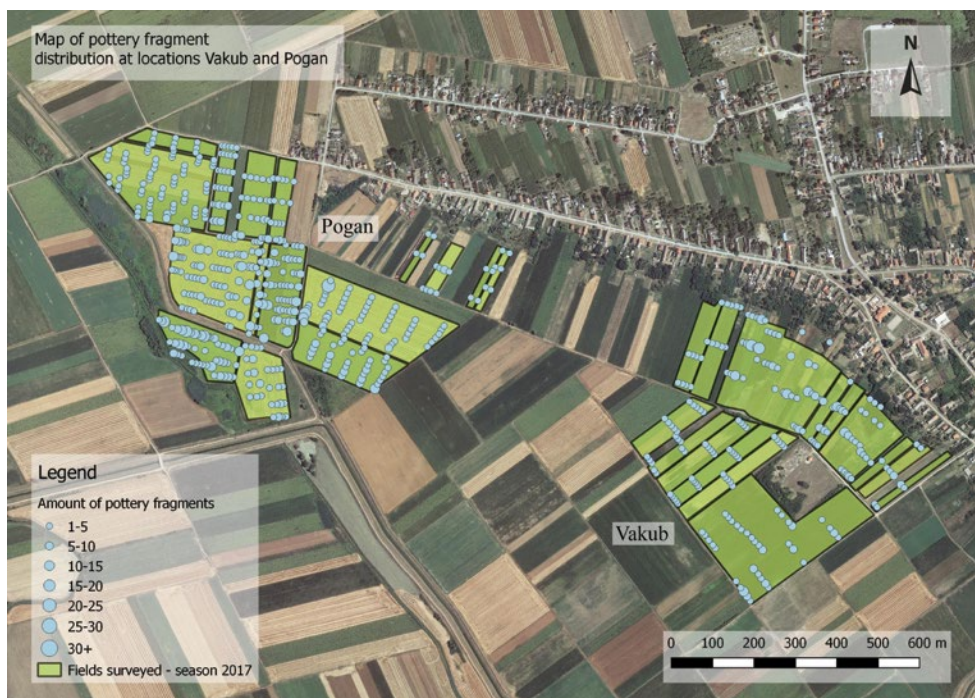 Map of pottery fragment
distribution at locations Vakub and Pogan
N
Pogan
Vakub
Legend
Amount of pottery fragments
1-5
5-10
10-15
15-20
20-25
25-30
30+
Fields surveyed - season 2017
0 100 200 300 400 500 600 m